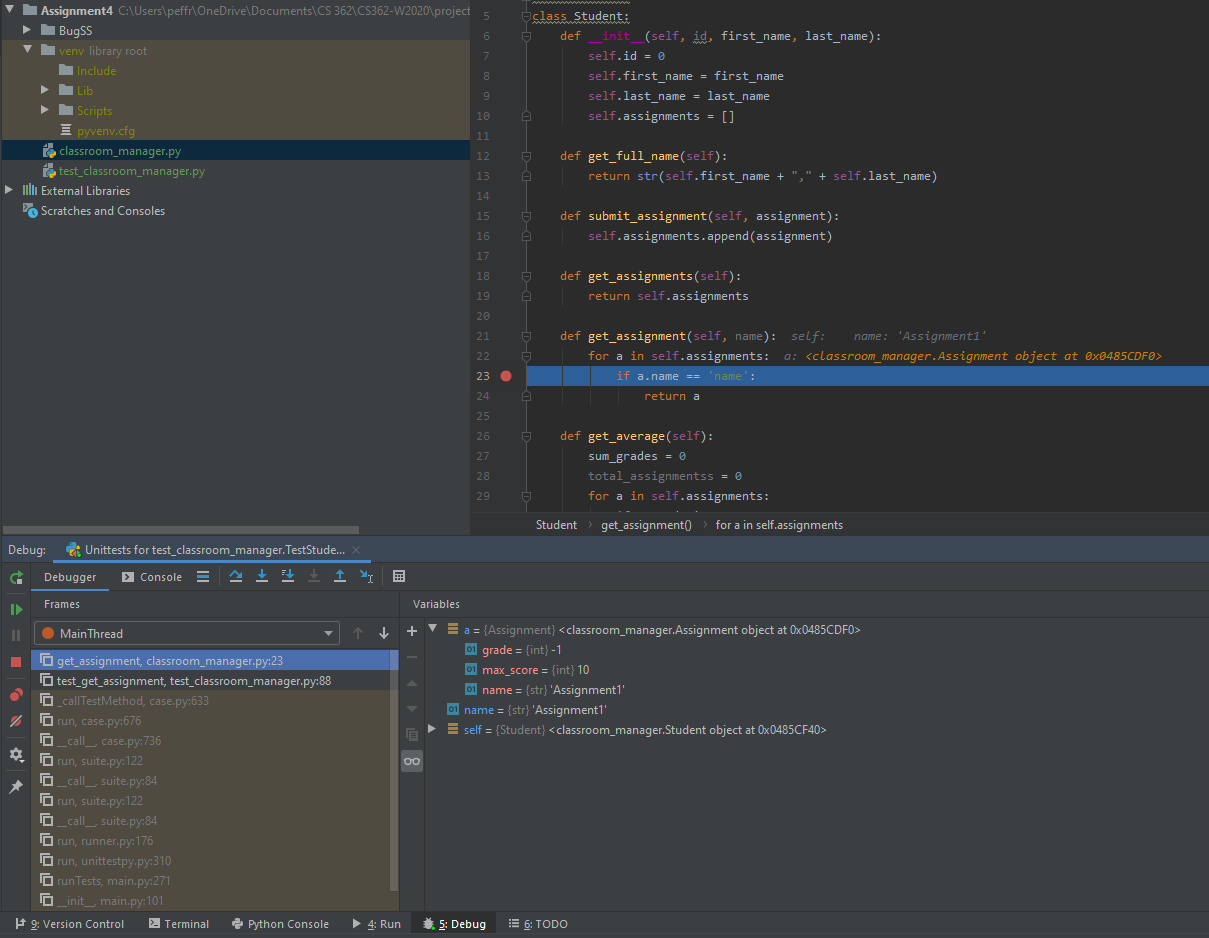 Assignment4 C:\Users\peffr\OneDrive\Documents\CS 362\CS362-W2020\project
BugSS
venv library root
Include
Lib
Scripts
pyvenv.cfg
classroom_manager.py
test_classroom_manager.py
External Libraries
Scratches and Consoles
5 class Student:
6 def __init__(self, id, first_name, last_name):
7 self.id = 0
8 self.first_name = first_name
9 self.last_name = last_name
10 self.assignments = []
11
12 def get_full_name(self):
13 return str(self.first_name + "," + self.last_name)
14
15 def submit_assignment(self, assignment):
16 self.assignments.append(assignment)
17
18 def get_assignments(self):
19 return self.assignments
20
21 def get_assignment(self, name): self: name: 'Assignment1'
22 for a in self.assignments: a: <classroom_manager.Assignment object at 0x0485CDF0>
23 if a.name == 'name':
24 return a
25
26 def get_average(self):
27 sum_grades = 0
28 total_assignmentss = 0
29 for a in self.assignments:
Student › get_assignment() › for a in self.assignments
Debug: Unittests for test_classroom_manager.TestStude... ×
Debugger Console
Frames Variables
MainThread
get_assignment, classroom_manager.py:23
test_get_assignment, test_classroom_manager.py:88
_callTestMethod, case.py:633
run, case.py:676
__call__, case.py:736
run, suite.py:122
__call__, suite.py:84
run, suite.py:122
__call__, suite.py:84
run, runner.py:176
run, unittestpy.py:310
runTests, main.py:271
__init__, main.py:101
a = {Assignment} <classroom_manager.Assignment object at 0x0485CDF0>
01 grade = {int} -1
01 max_score = {int} 10
01 name = {str} 'Assignment1'
01 name = {str} 'Assignment1'
self = {Student} <classroom_manager.Student object at 0x0485CF40>
9: Version Control Terminal Python Console 4: Run 5: Debug 6: TODO